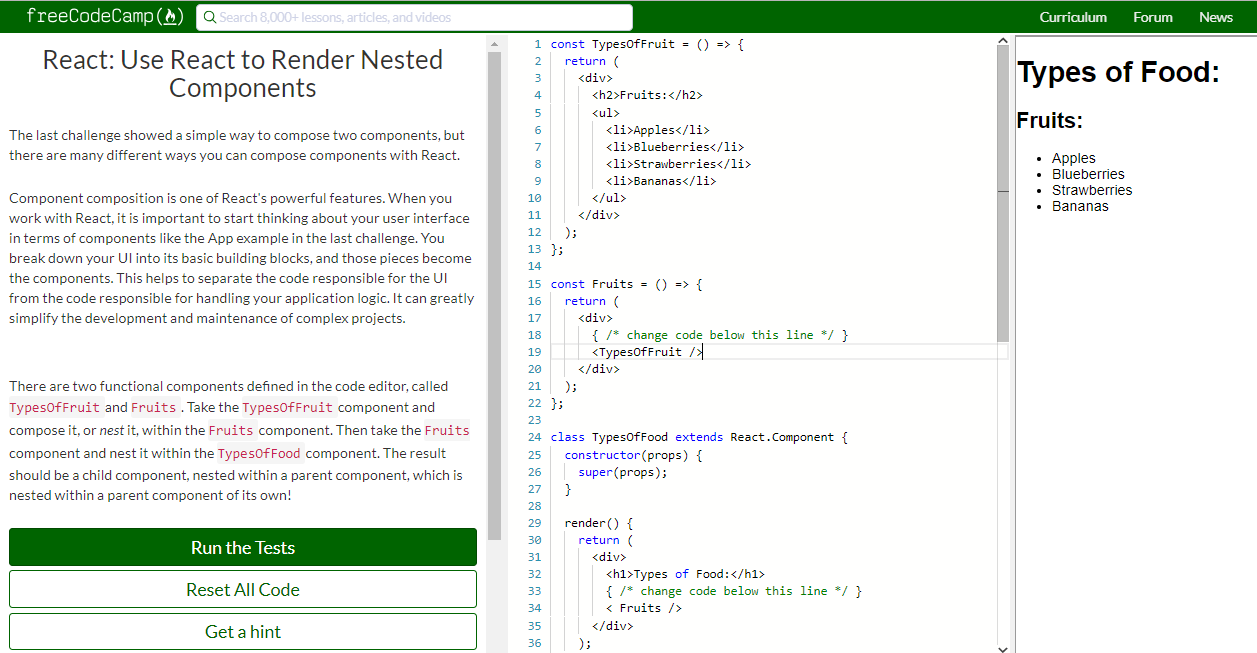 freeCodeCamp(🔥)
Search 8,000+ lessons, articles, and videos
Curriculum
Forum
News
React: Use React to Render Nested
Components
The last challenge showed a simple way to compose two components, but
there are many different ways you can compose components with React.
Component composition is one of React's powerful features. When you
work with React, it is important to start thinking about your user interface
in terms of components like the App example in the last challenge. You
break down your UI into its basic building blocks, and those pieces become
the components. This helps to separate the code responsible for the UI
from the code responsible for handling your application logic. It can greatly
simplify the development and maintenance of complex projects.
There are two functional components defined in the code editor, called
TypesOfFruit and Fruits . Take the TypesOfFruit component and
compose it, or nest it, within the Fruits component. Then take the Fruits
component and nest it within the TypesOfFood component. The result
should be a child component, nested within a parent component, which is
nested within a parent component of its own!
Run the Tests
Reset All Code
Get a hint
1 const TypesOfFruit = () => {
2 return (
3 <div>
4 <h2>Fruits:</h2>
5 <ul>
6 <li>Apples</li>
7 <li>Blueberries</li>
8 <li>Strawberries</li>
9 <li>Bananas</li>
10 </ul>
11 </div>
12 );
13 };
14
15 const Fruits = () => {
16 return (
17 <div>
18 { /* change code below this line */ }
19 <TypesOfFruit />
20 </div>
21 );
22 };
23
24 class TypesOfFood extends React.Component {
25 constructor(props) {
26 super(props);
27 }
28
29 render() {
30 return (
31 <div>
32 <h1>Types of Food:</h1>
33 { /* change code below this line */ }
34 < Fruits />
35 </div>
36 );
Types of Food:
Fruits:
• Apples
• Blueberries
• Strawberries
• Bananas